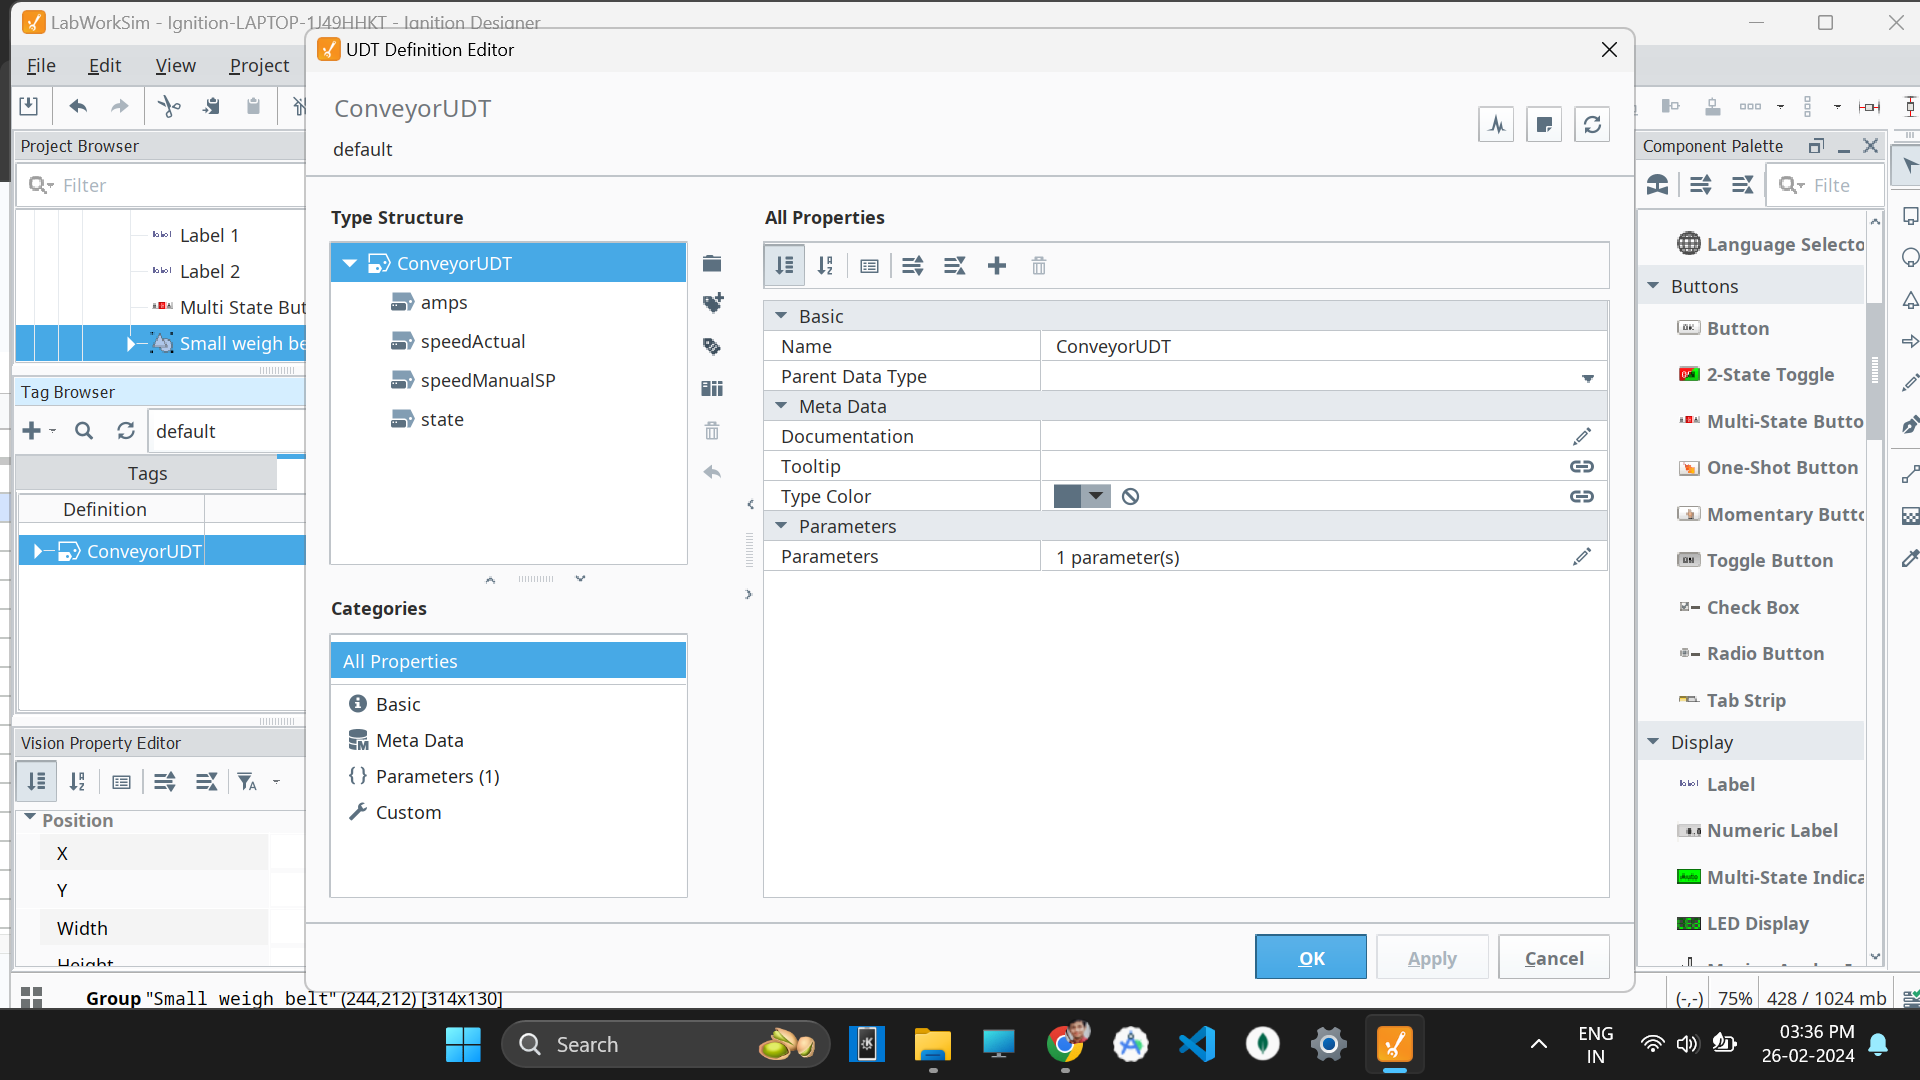 LabWorkSim - Ignition-LAPTOP-1J49HHKT - Ignition Designer
UDT Definition Editor
File Edit View Project
ConveyorUDT
default
Project Browser
Filter
Label 1
Label 2
Multi State But
Small weigh be
Tag Browser
default
Tags
Definition
ConveyorUDT
Vision Property Editor
Position
X
Y
Width
Height
Type Structure
ConveyorUDT
amps
speedActual
speedManualSP
state
Categories
All Properties
Basic
Meta Data
Parameters (1)
Custom
All Properties
Basic
Name ConveyorUDT
Parent Data Type
Meta Data
Documentation
Tooltip
Type Color
Parameters
Parameters 1 parameter(s)
OK Apply Cancel
Component Palette
Filte
Language Selecto
Buttons
Button
2-State Toggle
Multi-State Butto
One-Shot Button
Momentary Butto
Toggle Button
Check Box
Radio Button
Tab Strip
Display
Label
Numeric Label
Multi-State Indica
LED Display
Group "Small weigh belt" (244,212) [314x130]
(-,-) 75% 428 / 1024 mb
Search
ENG
IN
03:36 PM
26-02-2024